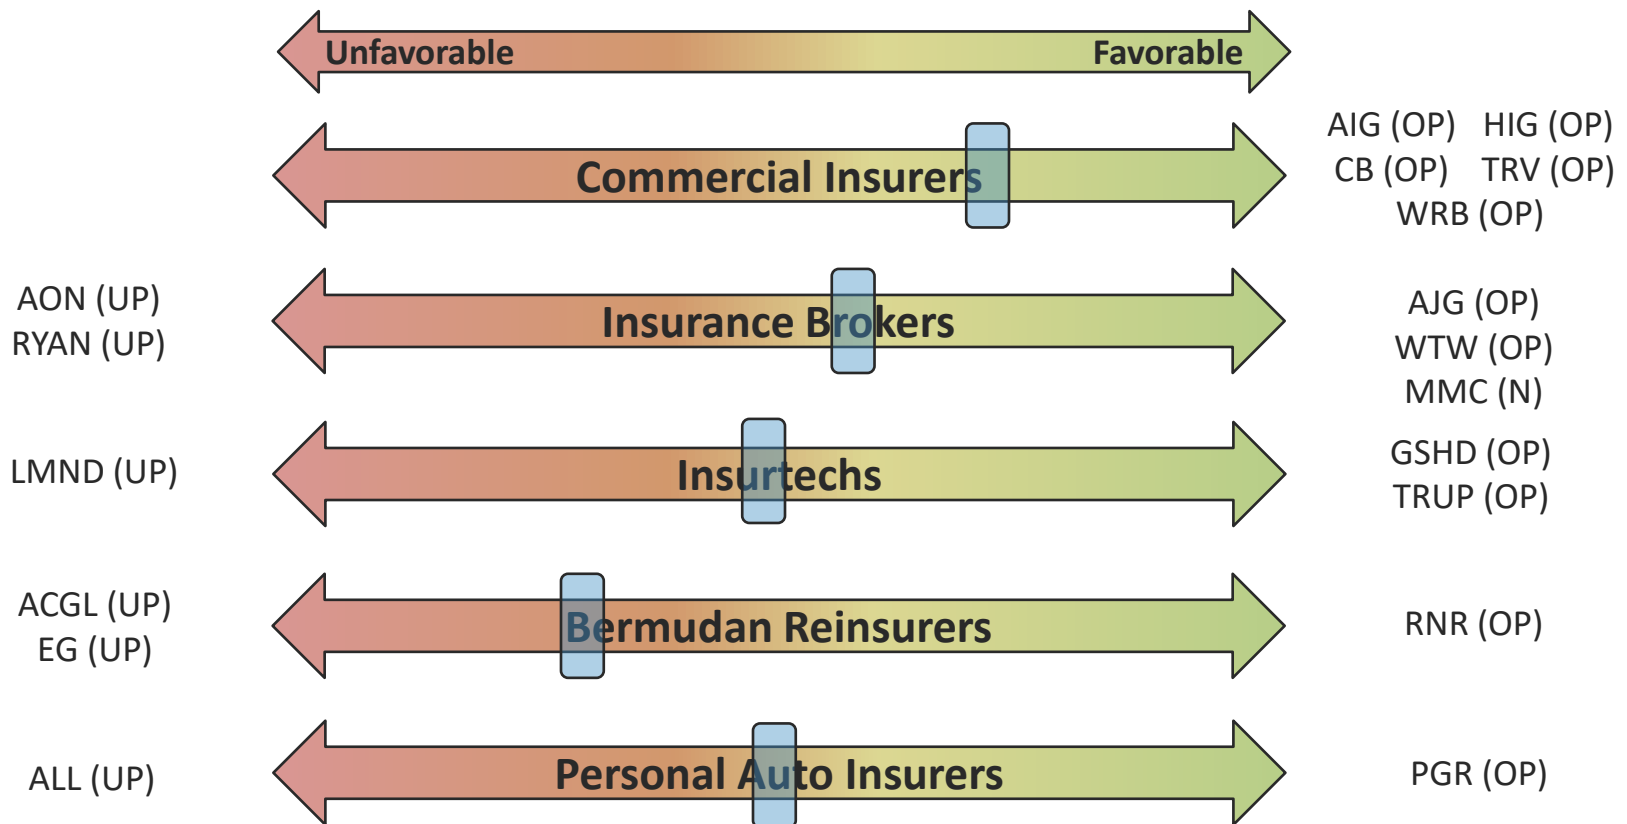 Unfavorable Favorable
Commercial Insurers
AIG (OP) HIG (OP)
CB (OP) TRV (OP)
WRB (OP)
AON (UP)
RYAN (UP)
Insurance Brokers
AJG (OP)
WTW (OP)
MMC (N)
LMND (UP)
Insurtechs
GSHD (OP)
TRUP (OP)
ACGL (UP)
EG (UP)
Bermudan Reinsurers
RNR (OP)
ALL (UP)
Personal Auto Insurers
PGR (OP)